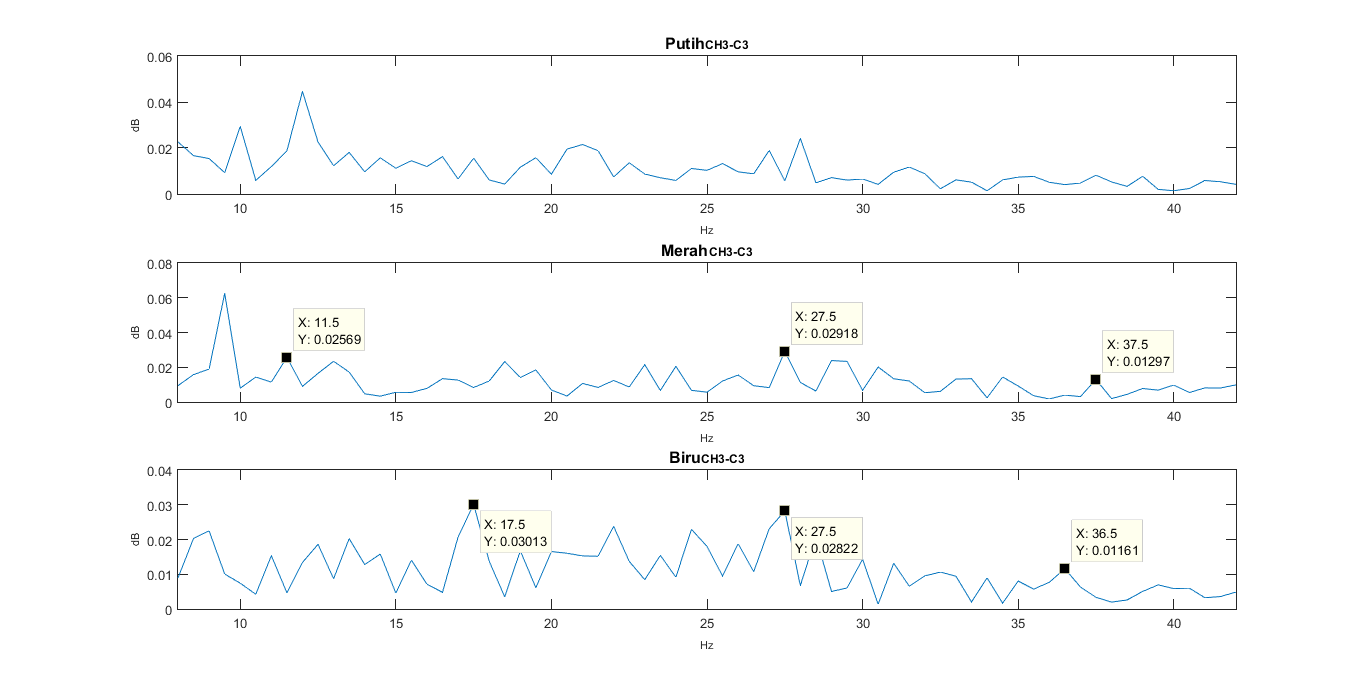 PutihCH3-C3
0.06
0.04
0.02
0
dB
10 15 20 25 30 35 40
Hz
MerahCH3-C3
0.08
0.06
0.04
0.02
0
dB
X: 11.5
Y: 0.02569
X: 27.5
Y: 0.02918
X: 37.5
Y: 0.01297
10 15 20 25 30 35 40
Hz
BiruCH3-C3
0.04
0.03
0.02
0.01
0
dB
X: 17.5
Y: 0.03013
X: 27.5
Y: 0.02822
X: 36.5
Y: 0.01161
10 15 20 25 30 35 40
Hz